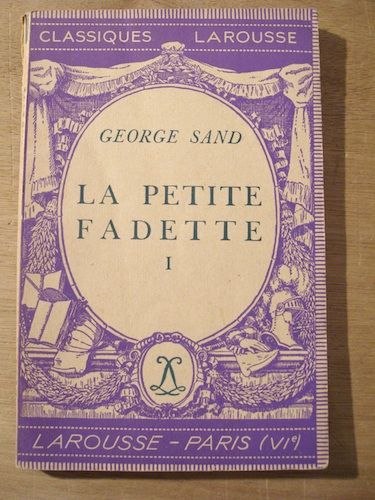 CLASSIQUES LAROUSSE
GEORGE SAND
LA PETITE
FADETTE
I
LAROUSSE – PARIS (VIe)